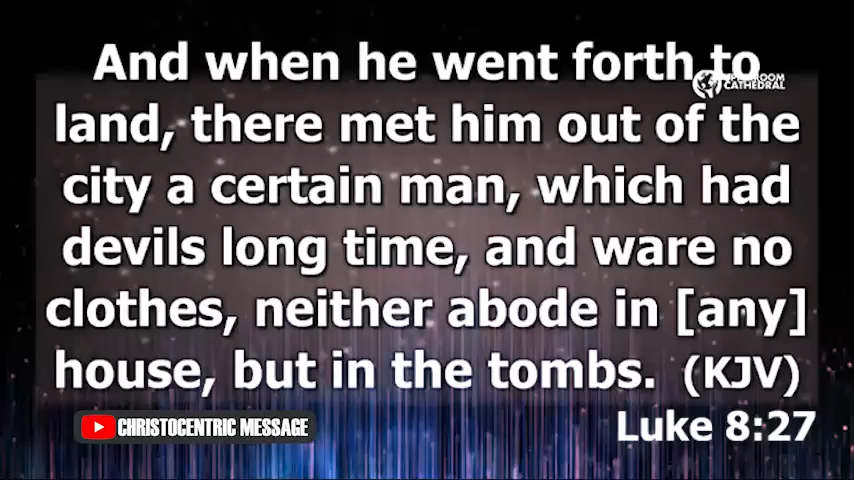 And when he went forth to
land, there met him out of the
city a certain man, which had
devils long time, and ware no
clothes, neither abode in [any]
house, but in the tombs. (KJV)
Luke 8:27
CATHEDRAL
CHRISTOCENTRIC MESSAGE